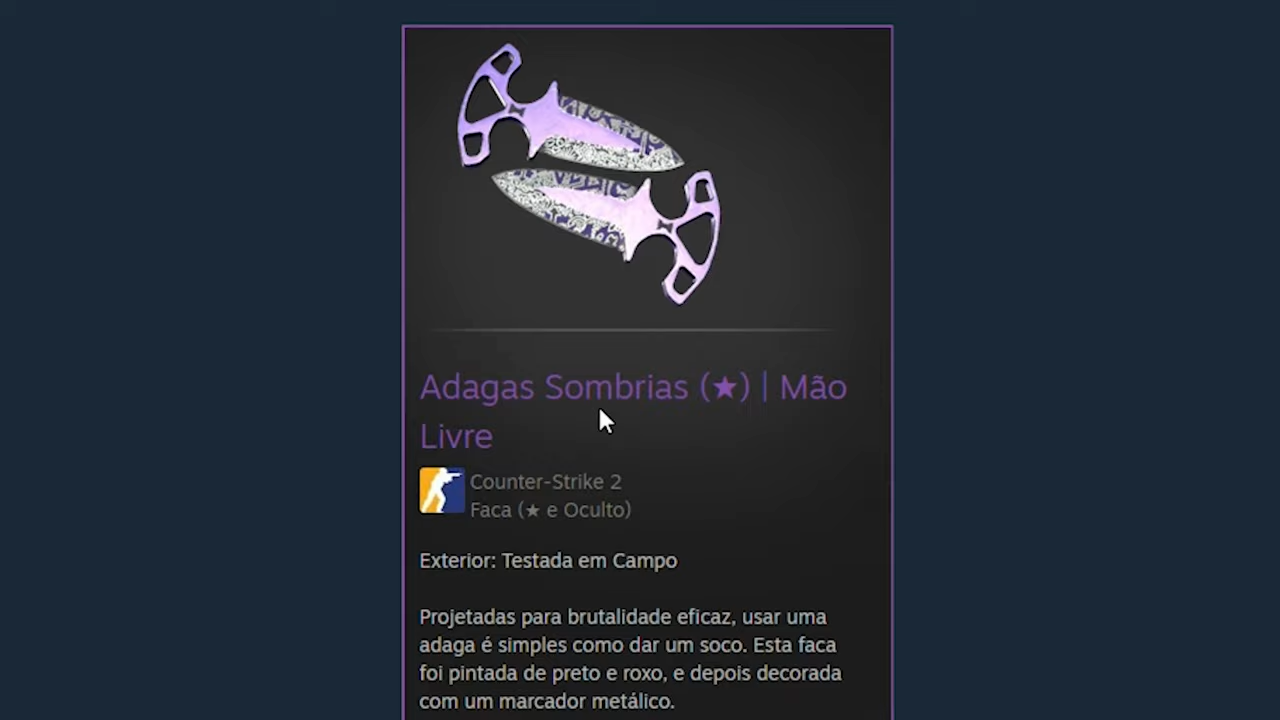 Adagas Sombrias (★) | Mão
Livre
Counter-Strike 2
Faca (★ e Oculto)
Exterior: Testada em Campo
Projetadas para brutalidade eficaz, usar uma
adaga é simples como dar um soco. Esta faca
foi pintada de preto e roxo, e depois decorada
com um marcador metálico.